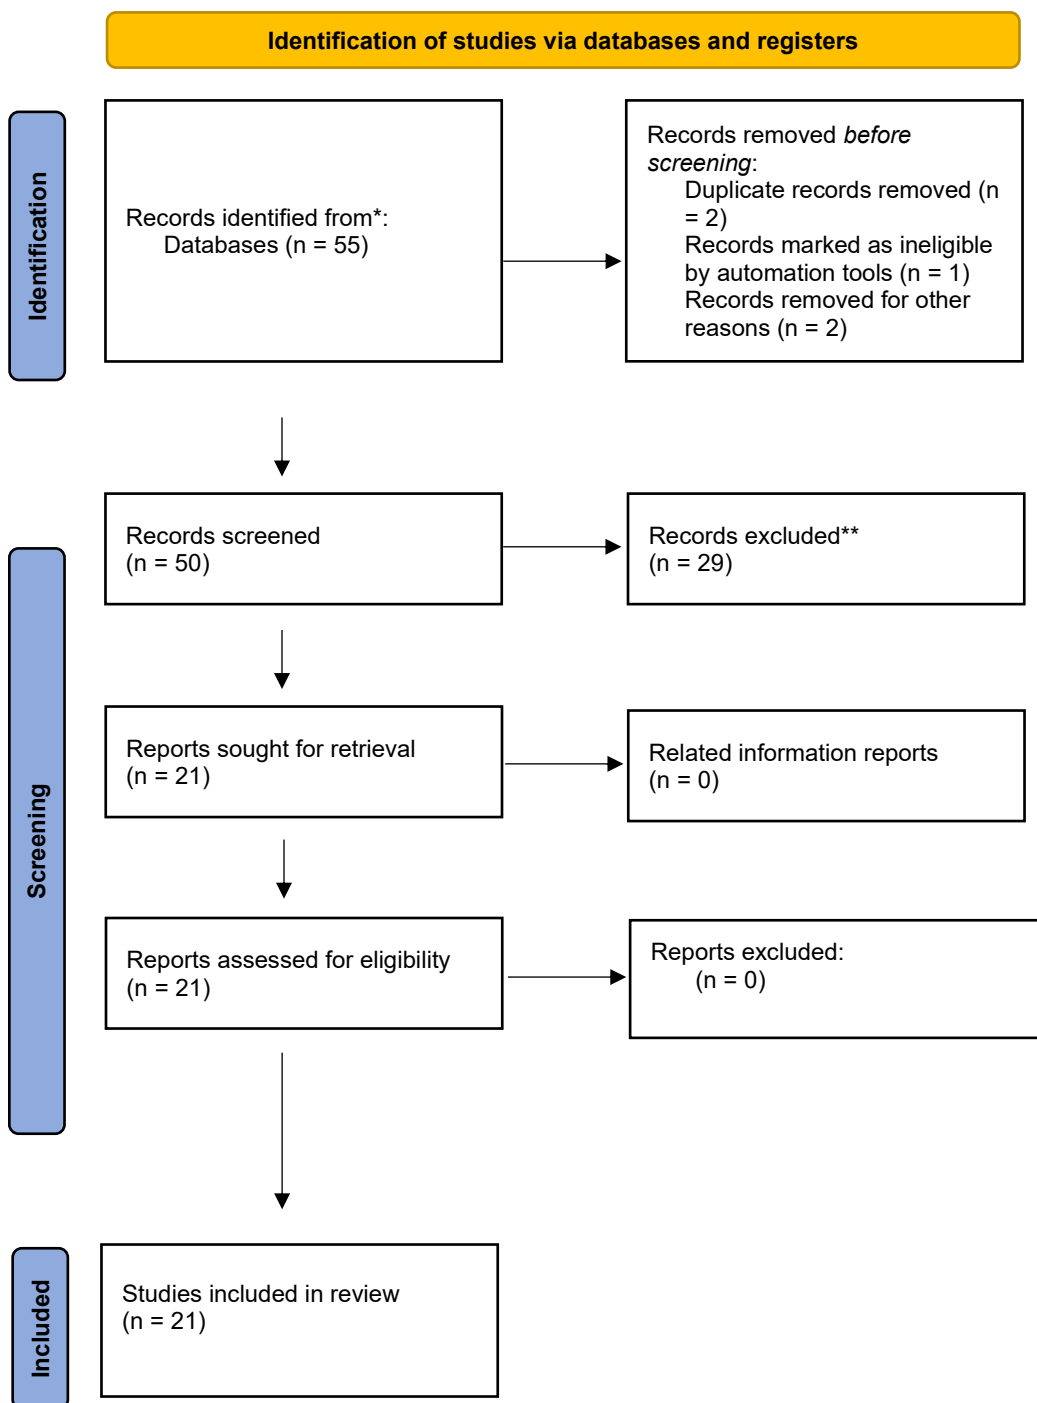 Identification of studies via databases and registers
Identification
Records identified from*:
Databases (n = 55)
Records removed before
screening:
Duplicate records removed (n
= 2)
Records marked as ineligible
by automation tools (n = 1)
Records removed for other
reasons (n = 2)
Screening
Records screened
(n = 50)
Records excluded**
(n = 29)
Reports sought for retrieval
(n = 21)
Related information reports
(n = 0)
Reports assessed for eligibility
(n = 21)
Reports excluded:
(n = 0)
Included
Studies included in review
(n = 21)